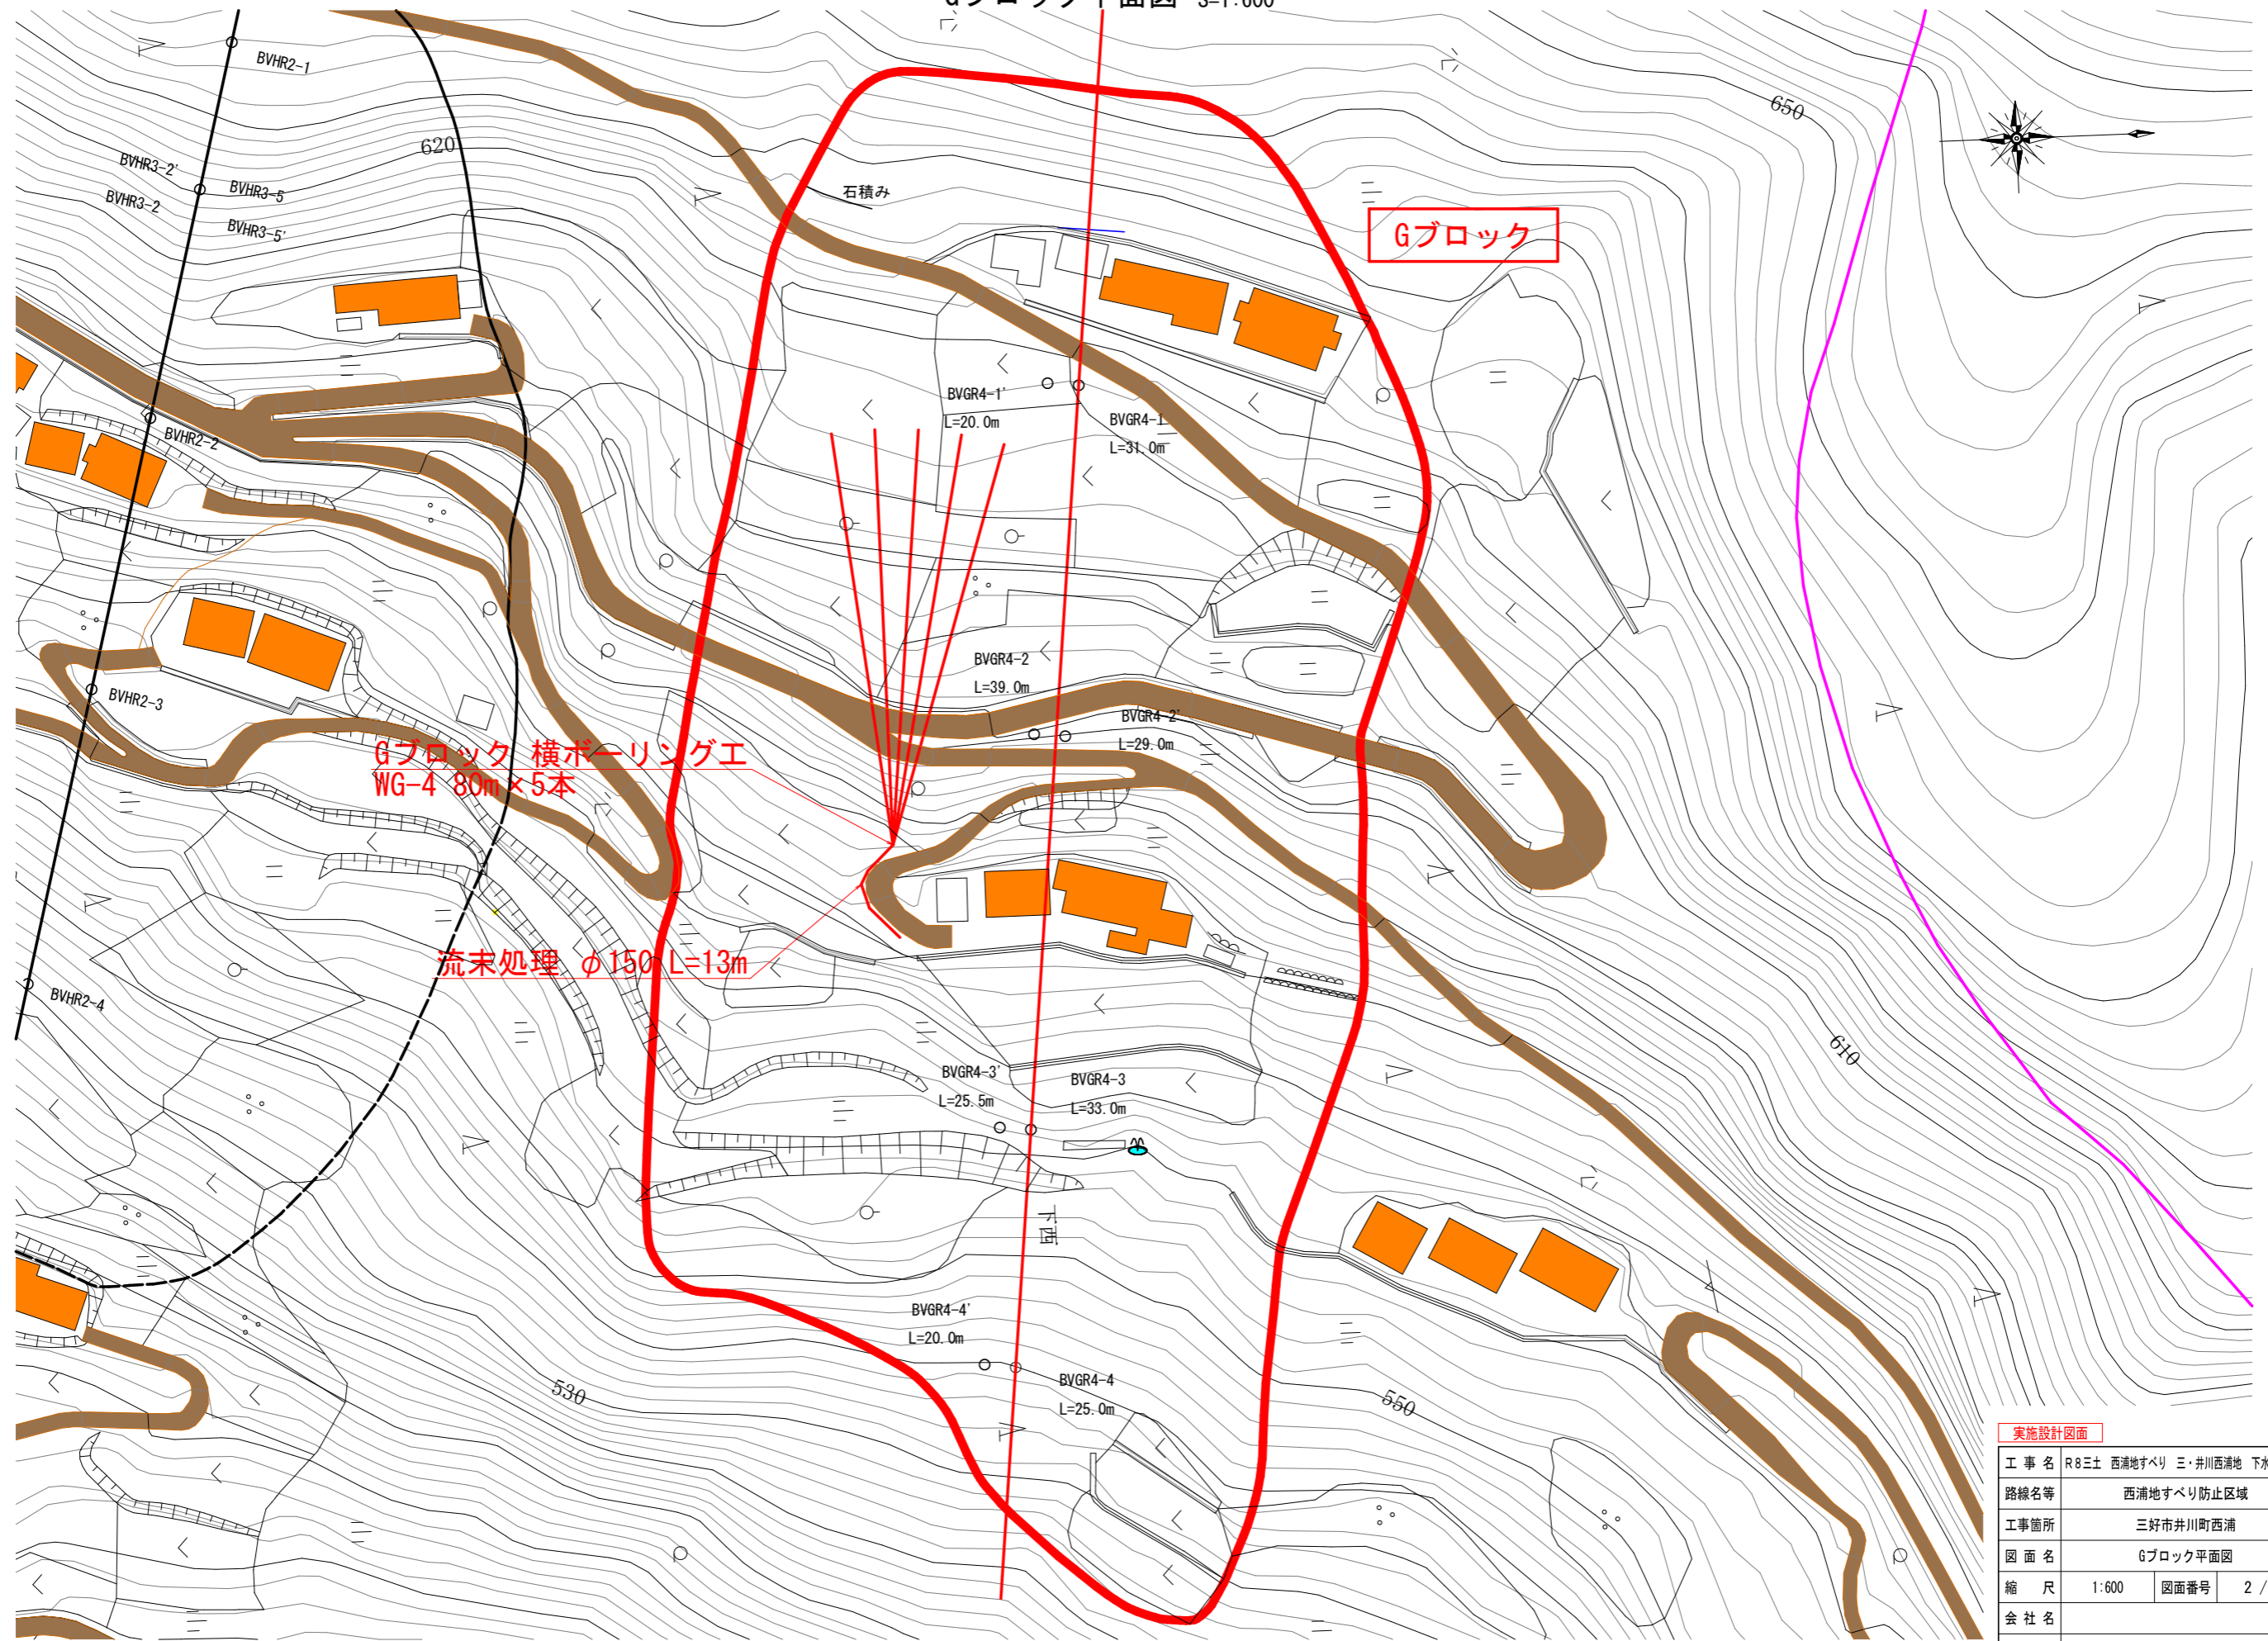 Gブロック平面図 S=1:600
BVHR2-1
650
620
BVHR3-2'
BVHR3-5
BVHR3-2
BVHR3-5'
石積み
Gブロック
BVGR4-1'
L=20.0m
BVGR4-1
L=31.0m
BVHR2-2
BVGR4-2
L=39.0m
BVHR2-3
BVGR4-2'
L=29.0m
Gブロック 横ボーリング工
WG-4 80m×5本
流末処理 φ150 L=13m
BVHR2-4
610
BVGR4-3'
L=25.5m
BVGR4-3
L=33.0m
下西
BVGR4-4'
L=20.0m
BVGR4-4
L=25.0m
530
550
実施設計図面
工事名 R8三土 西浦地すべり 三・井川西浦地 下水
路線名等 西浦地すべり防止区域
工事箇所 三好市井川町西浦
図面名 Gブロック平面図
縮尺 1:600 図面番号 2 /
会社名